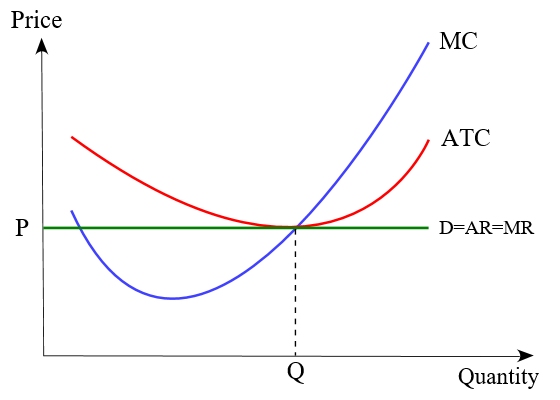 Price
MC
ATC
P
D=AR=MR
Q
Quantity